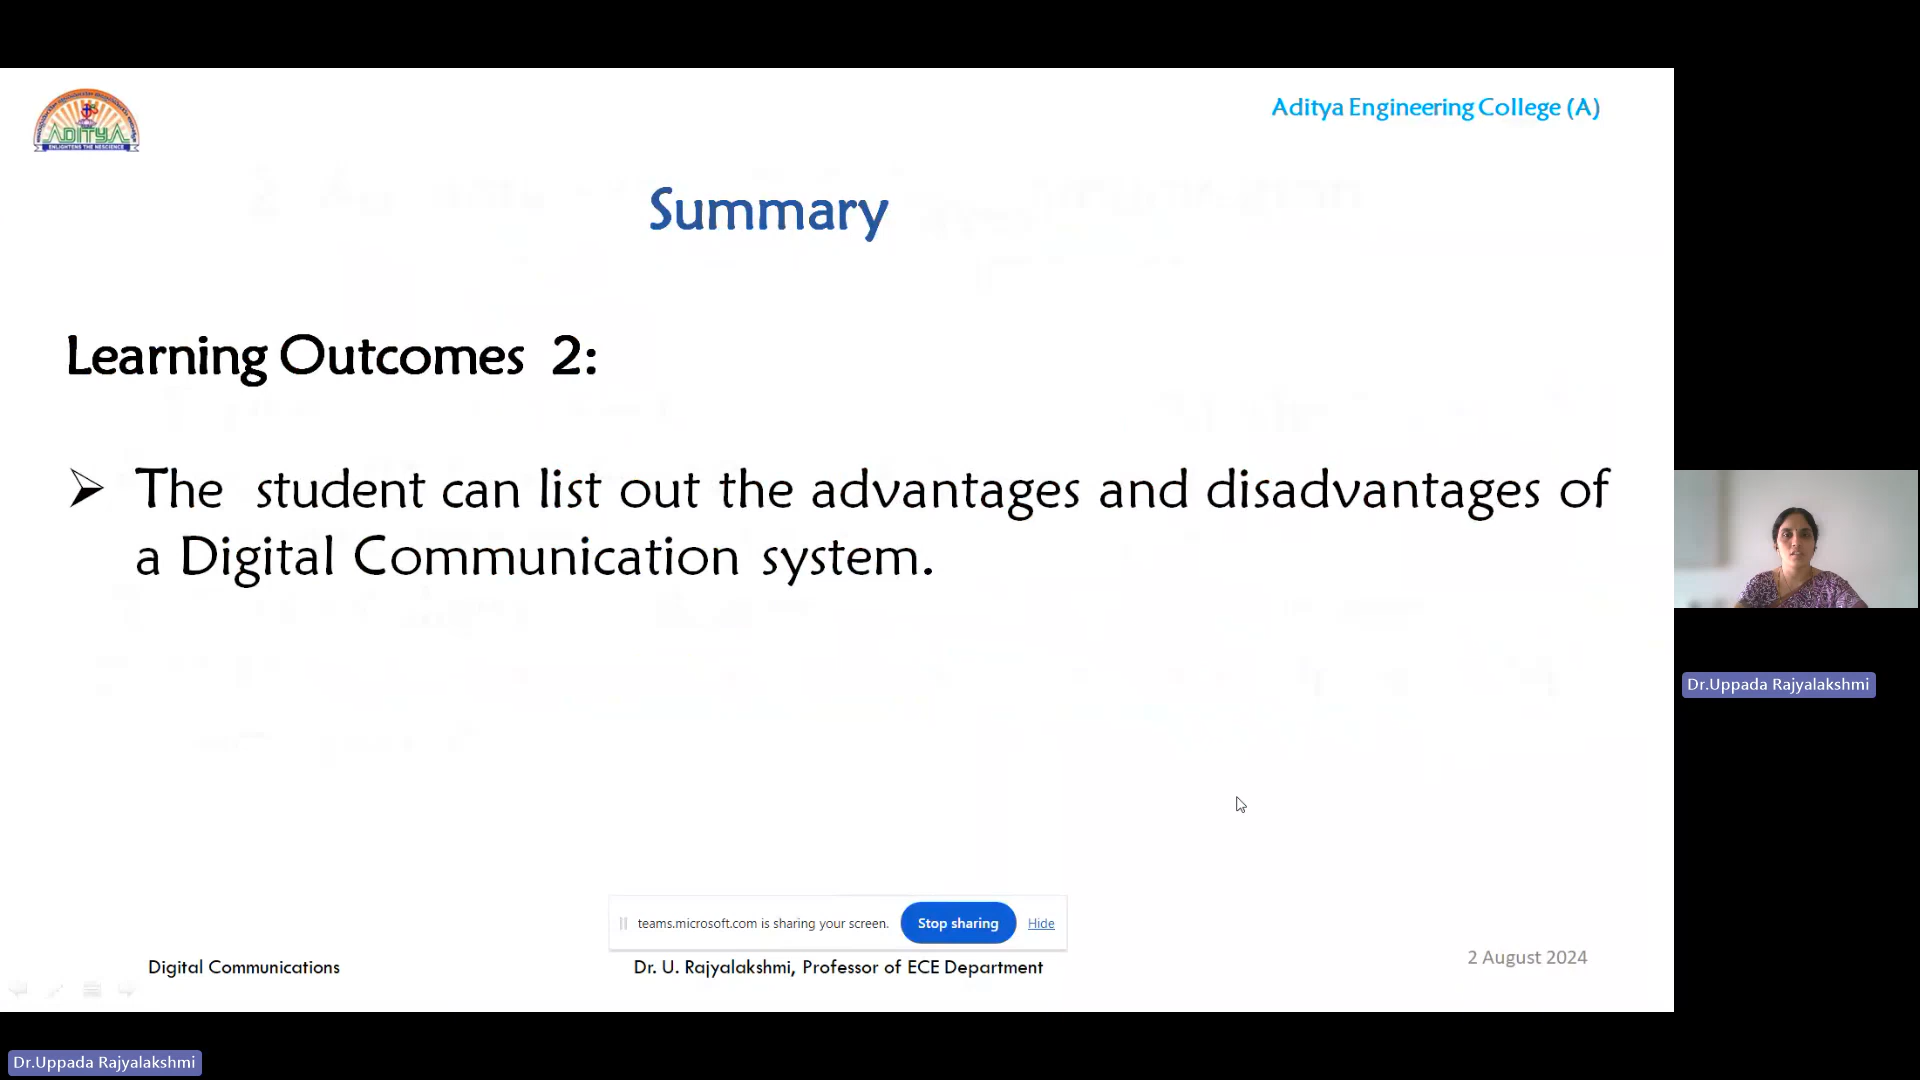 ADITYA
ENLIGHTENS THE NESCIENCE
Aditya Engineering College (A)
Summary
Learning Outcomes 2:
➢ The student can list out the advantages and disadvantages of
a Digital Communication system.
Dr.Uppada Rajyalakshmi
teams.microsoft.com is sharing your screen. Stop sharing Hide
Digital Communications
Dr. U. Rajyalakshmi, Professor of ECE Department
2 August 2024
Dr.Uppada Rajyalakshmi